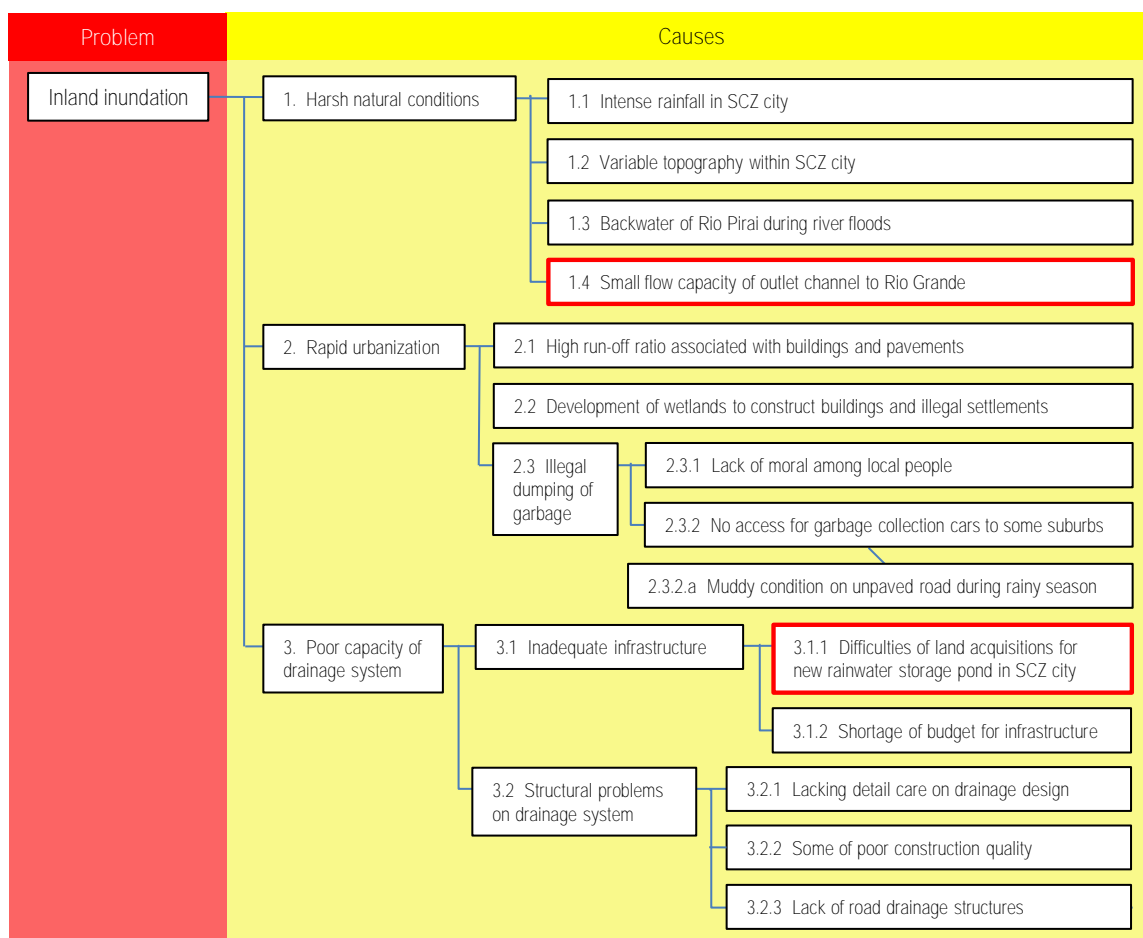 Problem
Causes
Inland inundation
1. Harsh natural conditions
1.1 Intense rainfall in SCZ city
1.2 Variable topography within SCZ city
1.3 Backwater of Rio Pirai during river floods
1.4 Small flow capacity of outlet channel to Rio Grande
2. Rapid urbanization
2.1 High run-off ratio associated with buildings and pavements
2.2 Development of wetlands to construct buildings and illegal settlements
2.3 Illegal
dumping of
garbage
2.3.1 Lack of moral among local people
2.3.2 No access for garbage collection cars to some suburbs
2.3.2.a Muddy condition on unpaved road during rainy season
3. Poor capacity of
drainage system
3.1 Inadequate infrastructure
3.1.1 Difficulties of land acquisitions for
new rainwater storage pond in SCZ city
3.1.2 Shortage of budget for infrastructure
3.2 Structural problems
on drainage system
3.2.1 Lacking detail care on drainage design
3.2.2 Some of poor construction quality
3.2.3 Lack of road drainage structures